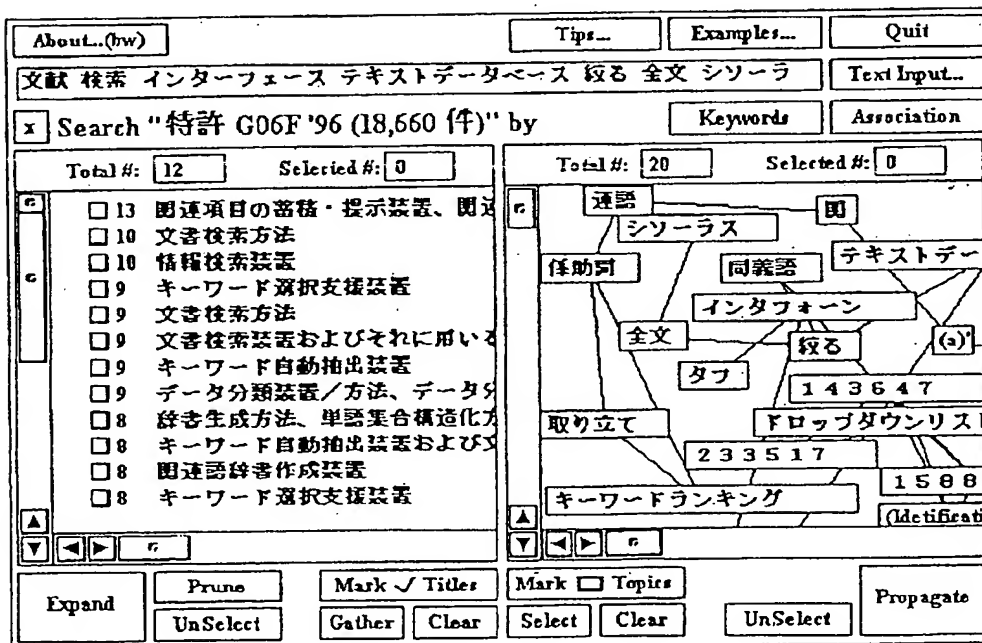 About...(hw)
Tips...
Examples...
Quit
文献 検索 インターフェース テキストデータベース 絞る 全文 シソーラ
Text Input...
x Search "特許 G06F '96 (18,660 件)" by
Keywords
Association
Total #: 12 Selected #: 0
13 関連項目の蓄積・提示装置、関連
10 文書検索方法
10 情報検索装置
9 キーワード選択支援装置
9 文書検索方法
9 文書検索装置およびそれに用いる
9 キーワード自動抽出装置
9 データ分類装置/方法、データ分
8 辞書生成方法、単語集合構造化方
8 キーワード自動抽出装置および文
8 関連語辞書作成装置
8 キーワード選択支援装置
Total #: 20 Selected #: 0
連語
関
シソーラス
テキストデー
係助詞
同義語
インタフォーン
全文
絞る
(a)
タブ
143647
取り立て
ドロップダウンリスト
233517
1588
キーワードランキング
(Idetificati
Expand
Prune
UnSelect
Mark ✓ Titles
Gather
Clear
Mark □ Topics
Select
Clear
UnSelect
Propagate